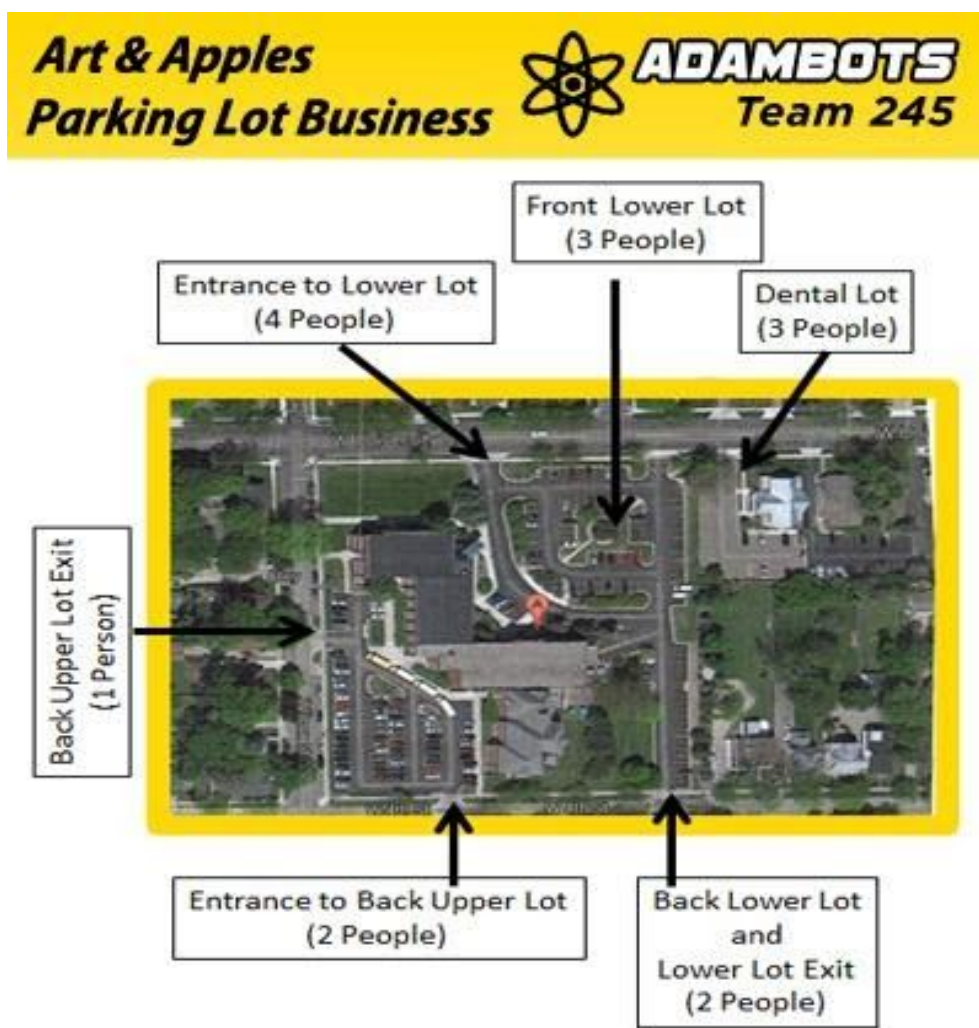 Art & Apples
Parking Lot Business
ADAMBOTS
Team 245
Front Lower Lot
(3 People)
Entrance to Lower Lot
(4 People)
Dental Lot
(3 People)
Back Upper Lot Exit
(1 Person)
Entrance to Back Upper Lot
(2 People)
Back Lower Lot
and
Lower Lot Exit
(2 People)